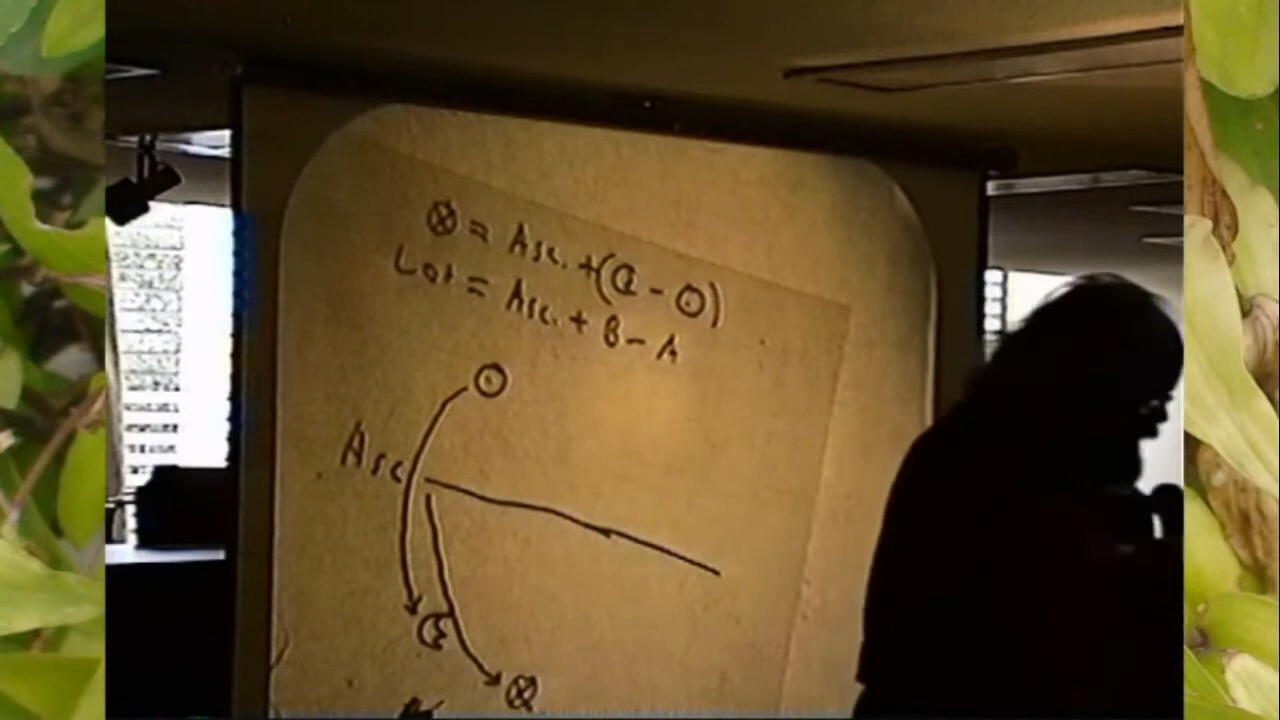 ⊗ = Asc. + (☾ - ☉)
Lot = Asc. + B - A
☉
Asc
☾
⊗